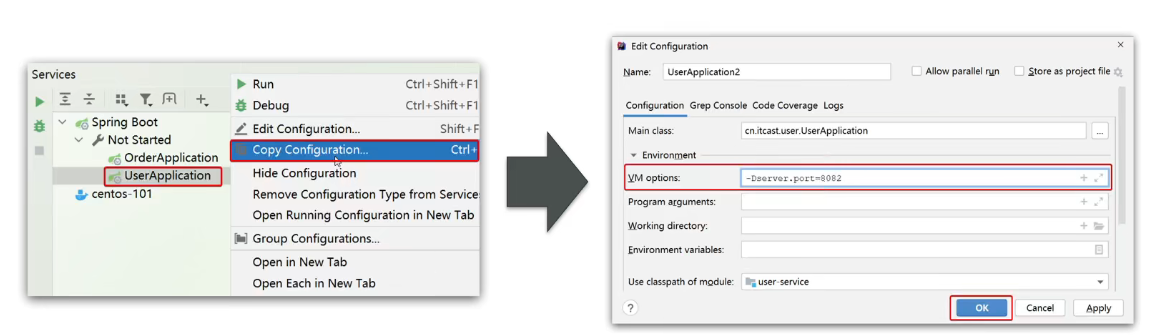 Services
Spring Boot
Not Started
OrderApplication
UserApplication
centos-101
Run Ctrl+Shift+F1
Debug Ctrl+Shift+F1
Edit Configuration... Shift+F
Copy Configuration... Ctrl+
Hide Configuration
Remove Configuration Type from Service
Open Running Configuration in New Tab
Group Configurations...
Open in New Tab
Open Each in New Tab
Edit Configuration
Name: UserApplication2 Allow parallel run Store as project file
Configuration Grep Console Code Coverage Logs
Main class: cn.itcast.user.UserApplication ...
Environment
VM options: -Dserver.port=8082
Program arguments:
Working directory:
Environment variables:
Use classpath of module: user-service
? OK Cancel Apply